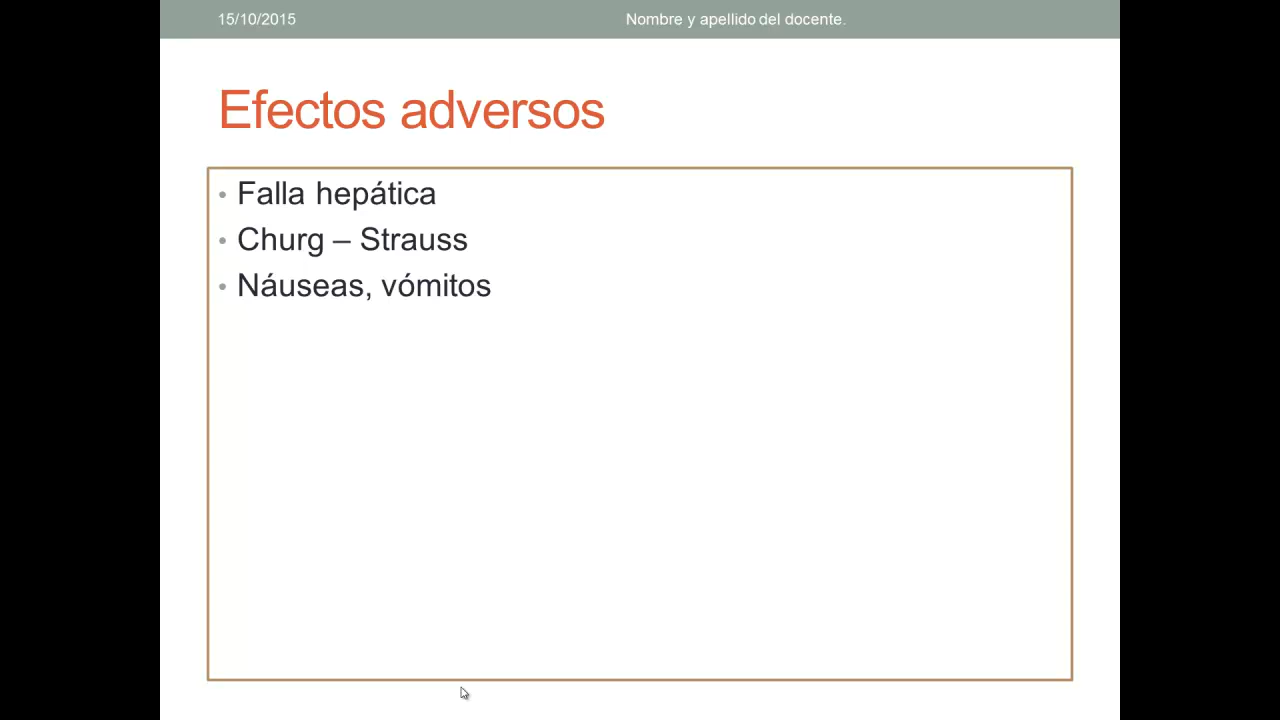 15/10/2015 Nombre y apellido del docente.
Efectos adversos
• Falla hepática
• Churg – Strauss
• Náuseas, vómitos